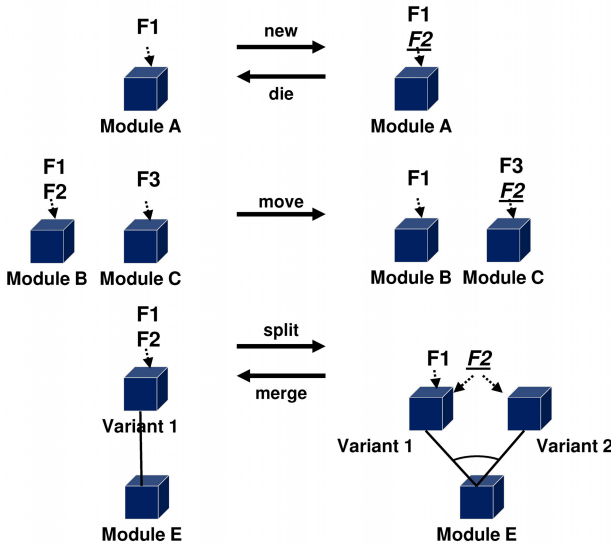 F1
new
F1
F2
die
Module A
Module A
F1
F2
F3
move
F1
F3
F2
Module B
Module C
Module B
Module C
F1
F2
split
merge
F1
F2
Variant 1
Variant 1
Variant 2
Module E
Module E